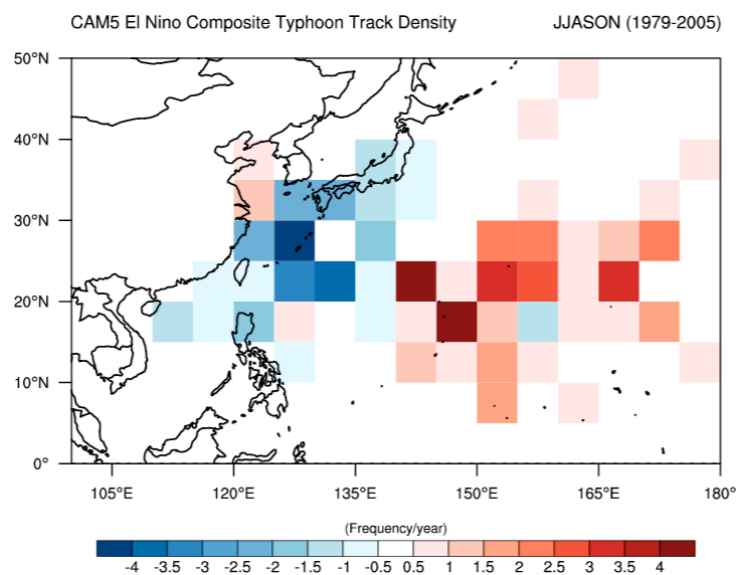 CAM5 El Nino Composite Typhoon Track Density JJASON (1979-2005)
50°N
40°N
30°N
20°N
10°N
0°
105°E 120°E 135°E 150°E 165°E 180°
(Frequency/year)
-4 -3.5 -3 -2.5 -2 -1.5 -1 -0.5 0.5 1 1.5 2 2.5 3 3.5 4